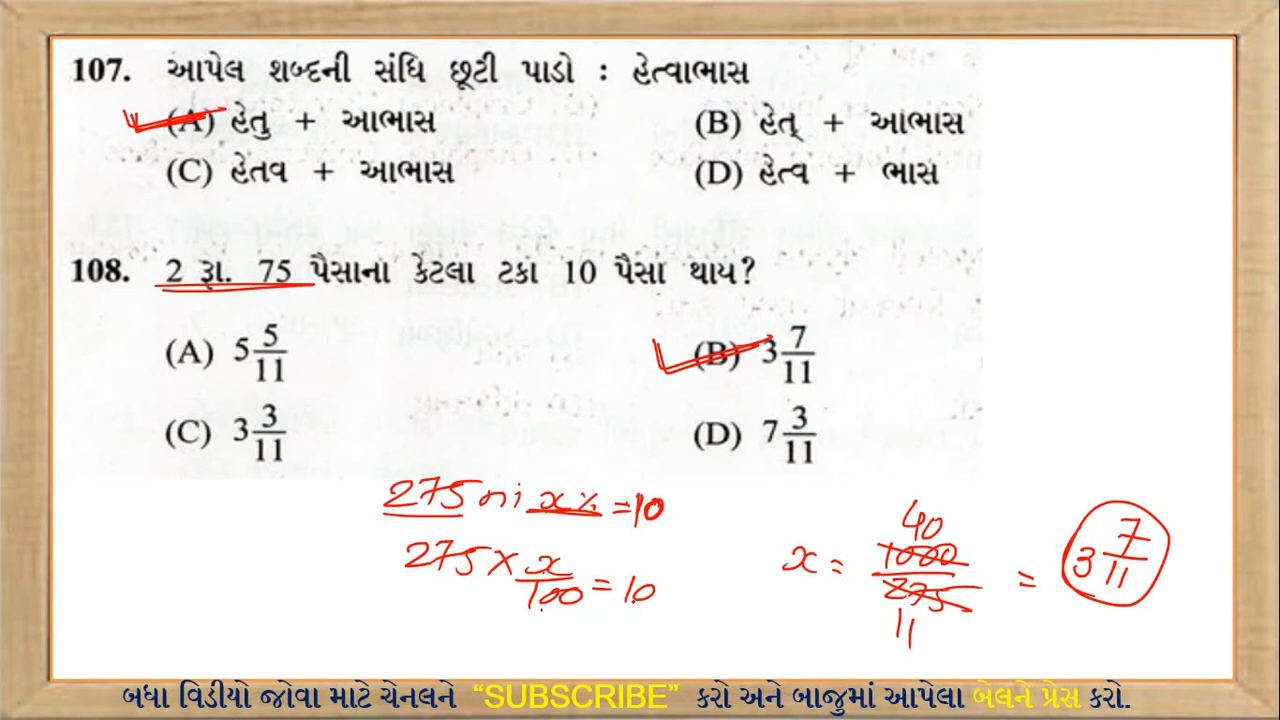 107. આપેલ શબ્દની સંધિ છૂટી પાડો : હેત્વાભાસ
(A) હેતુ + આભાસ (B) હેત્ + આભાસ
(C) હેતવ + આભાસ (D) હેત્વ + ભાસ
108. 2 રૂા. 75 પૈસાના કેટલા ટકા 10 પૈસા થાય?
(A) 5 5/11 (B) 3 7/11
(C) 3 3/11 (D) 7 3/11
275 ના x% = 10
275 × x/100 = 10
x = 1000/275 = 3 7/11
40
11
બધા વિડીયો જોવા માટે ચેનલને “SUBSCRIBE” કરો અને બાજુમાં આપેલા બેલને પ્રેસ કરો.